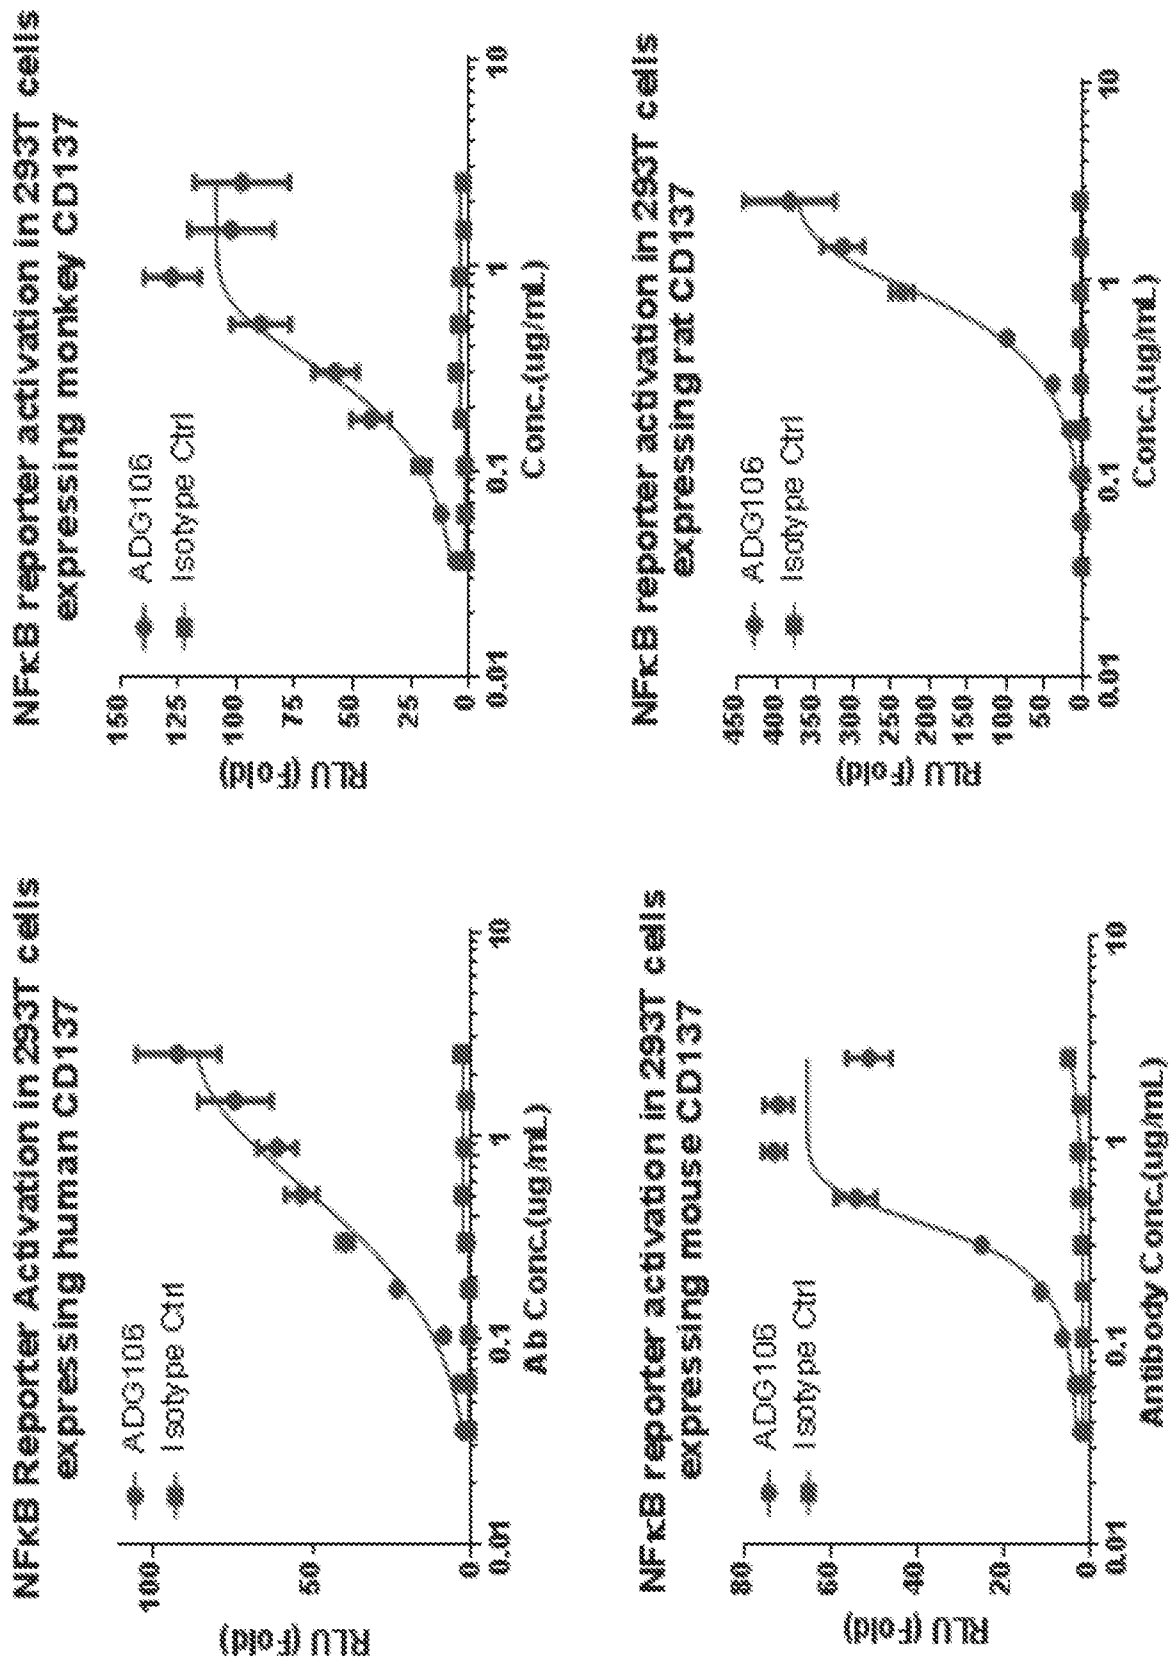 NFκB Reporter Activation in 293T cells
expressing human CD137
ADG106
Isotype Ctrl
RLU (Fold)
100
50
0
0.01
0.1
1
10
Ab Conc.(ug/mL)
NFκB reporter activation in 293T cells
expressing monkey CD137
ADG106
Isotype Ctrl
RLU (Fold)
150
125
100
75
50
25
0
0.01
0.1
1
10
Conc.(ug/mL)
NFκB reporter activation in 293T cells
expressing mouse CD137
ADG106
Isotype Ctrl
RLU (Fold)
80
60
40
20
0
0.01
0.1
1
10
Antibody Conc.(ug/mL)
NFκB reporter activation in 293T cells
expressing rat CD137
ADG106
Isotype Ctrl
RLU (Fold)
450
400
350
300
250
200
150
100
50
0
0.01
0.1
1
10
Conc.(ug/mL)